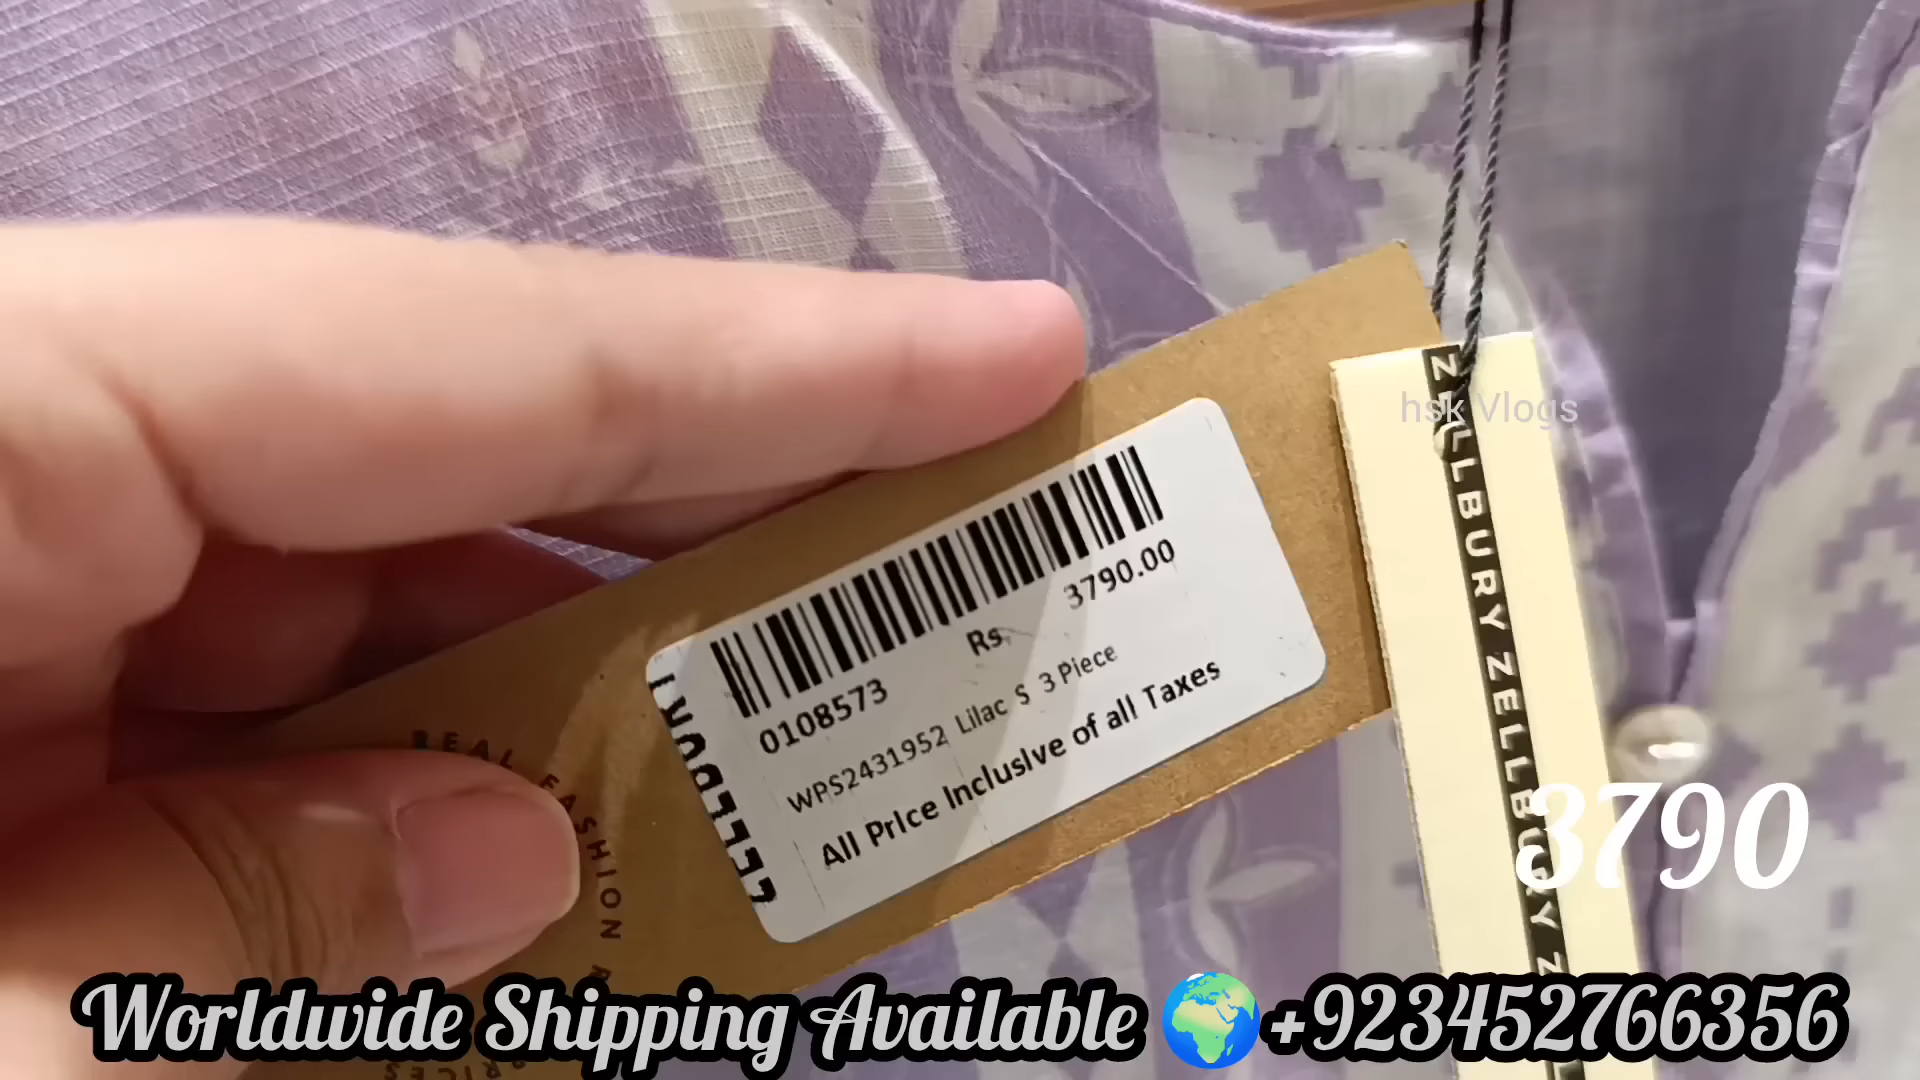 hsk Vlogs
ZELLBURY ZELLBURY
3790.00
Rs.
0108573
WPS2431952 Lilac S 3 Piece
All Price Inclusive of all Taxes
ZELLBURY
REAL FASHION
PRICES
3790
Worldwide Shipping Available 🌍+923452766356